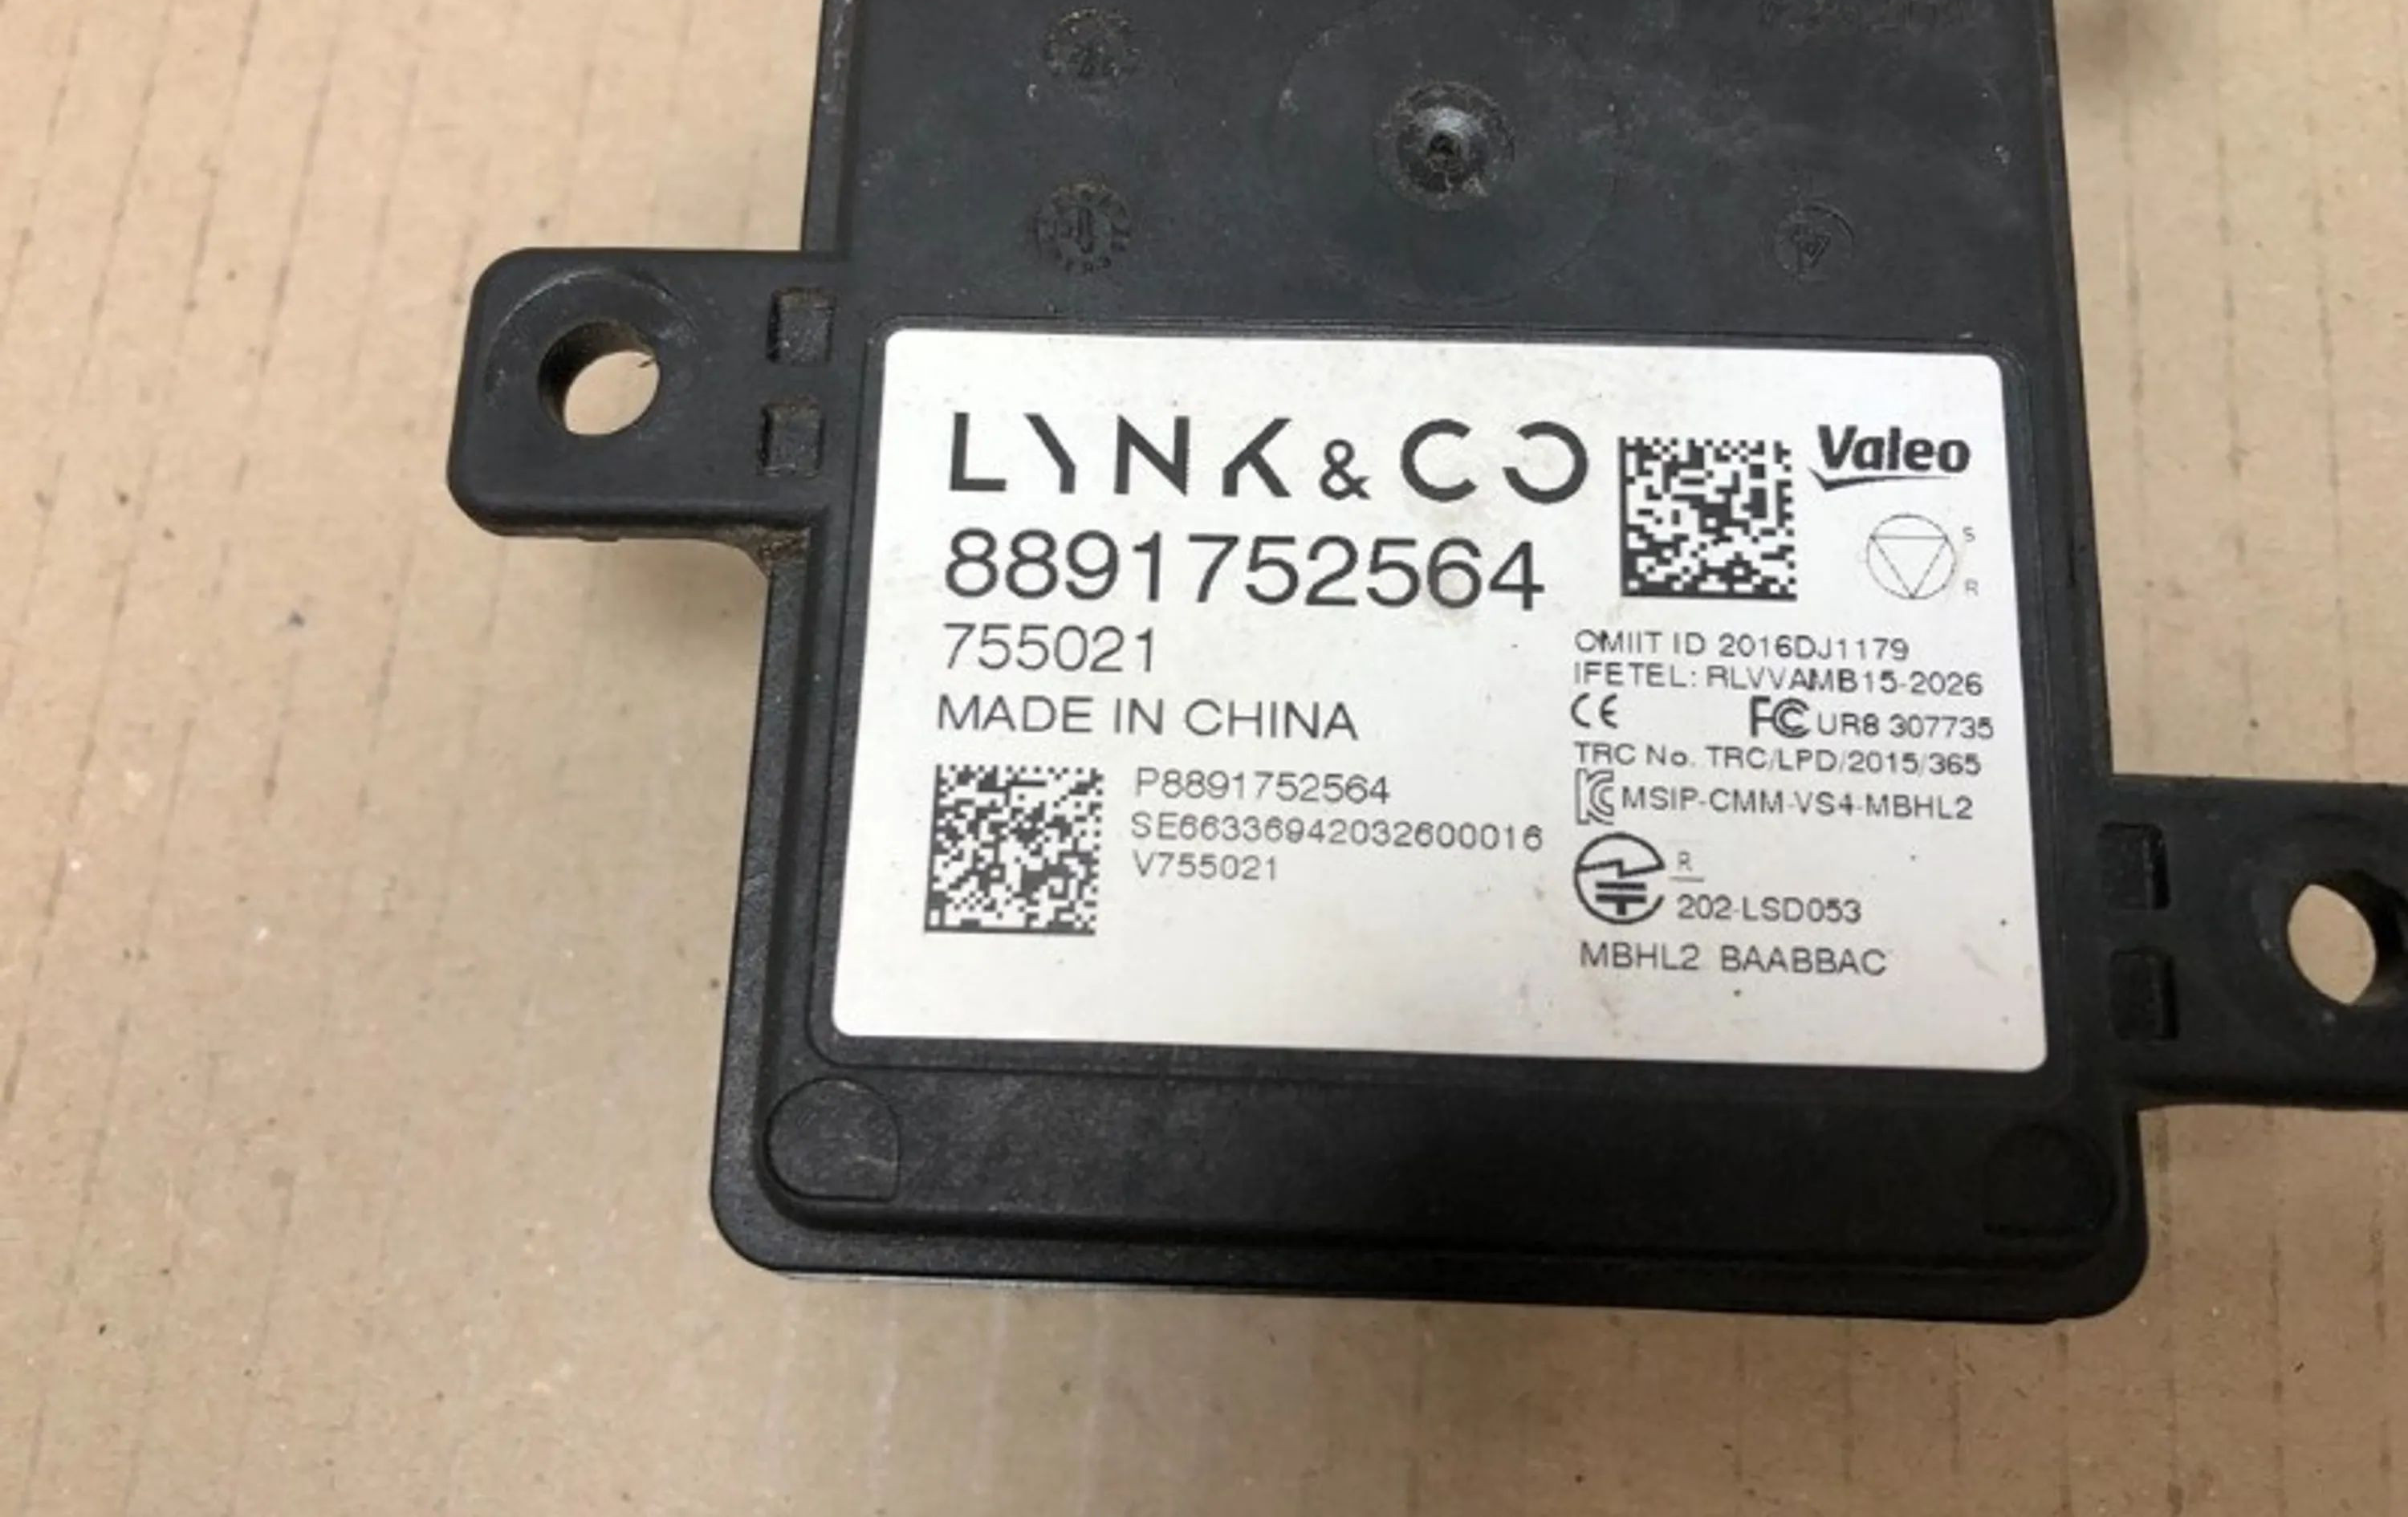 LYNK & CO
8891752564
755021
MADE IN CHINA
P8891752564
SE66336942032600016
V755021
Valeo
S
R
CMIIT ID 2016DJ1179
IFETEL: RLVVAMB15-2026
CE FC UR8 307735
TRC No. TRC/LPD/2015/365
MSIP-CMM-VS4-MBHL2
R
202-LSD053
MBHL2 BAABBAC